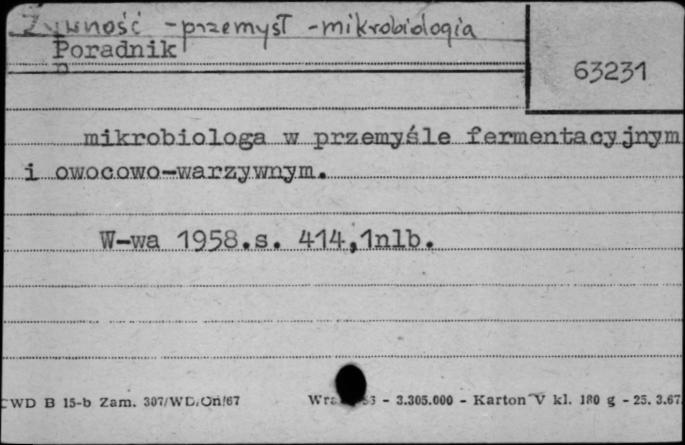 Żywność - przemysł - mikrobiologia
Poradnik
63231
mikrobiologa w przemyśle fermentacyjnym
i owocowo-warzywnym.
W-wa 1958.s. 414,1nlb.
CWD B 15-b Zam. 307/WD/On/67
- 3.305.000 - Karton V kl. 180 g - 25. 3.67